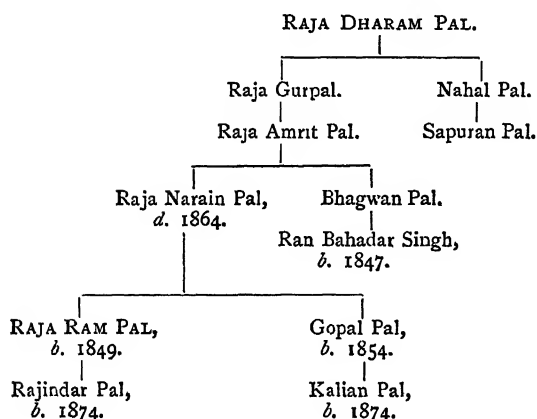 RAJA DHARAM PAL.
Raja Gurpal. Nahal Pal.
Raja Amrit Pal. Sapuran Pal.
Raja Narain Pal, Bhagwan Pal.
d. 1864. Ran Bahadar Singh,
b. 1847.
RAJA RAM PAL, Gopal Pal,
b. 1849. b. 1854.
Rajindar Pal, Kalian Pal,
b. 1874. b. 1874.